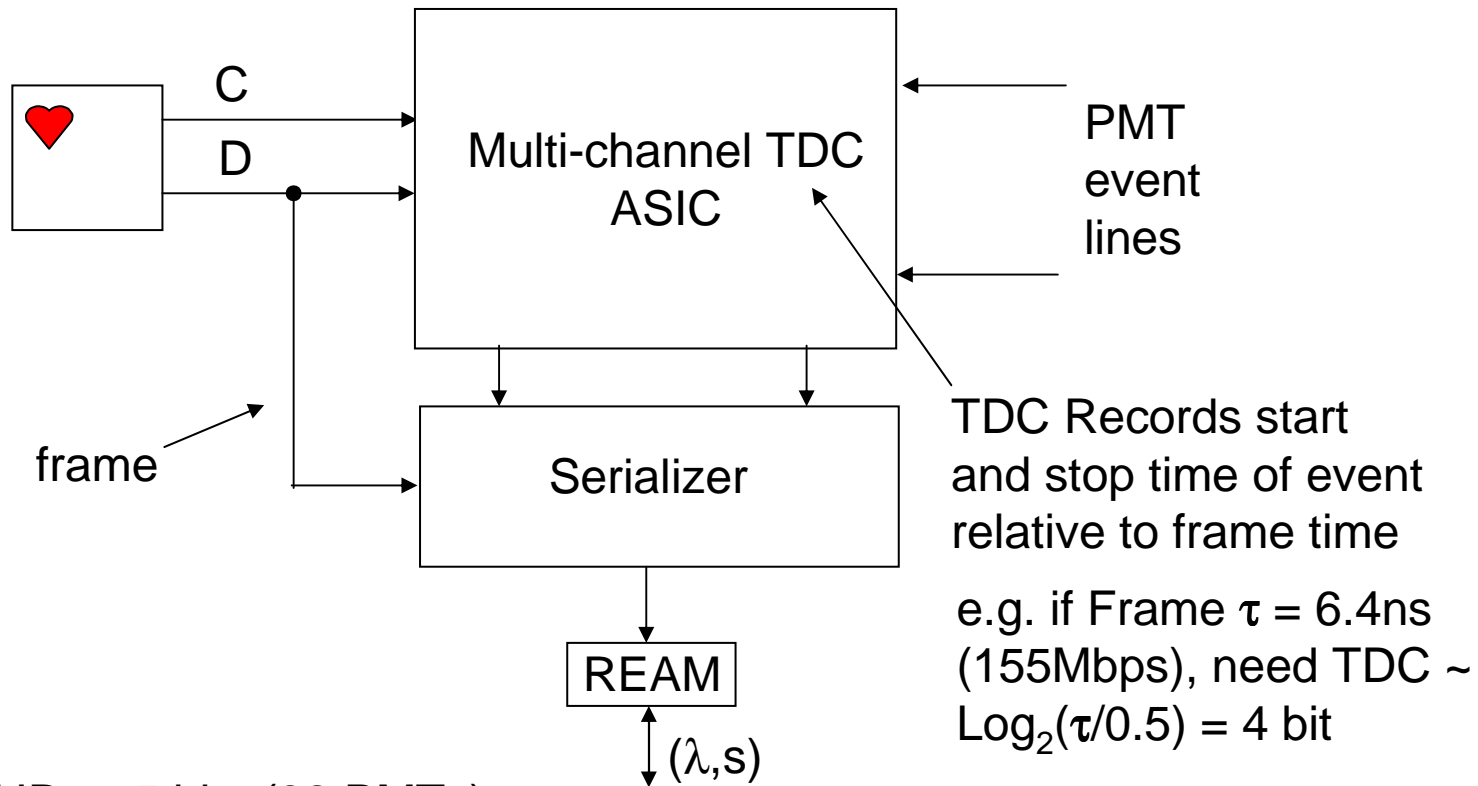 C
D
Multi-channel TDC
ASIC
PMT
event
lines
frame
Serializer
TDC Records start
and stop time of event
relative to frame time
e.g. if Frame τ = 6.4ns
(155Mbps), need TDC ~
Log₂(τ/0.5) = 4 bit
REAM
(λ,s)